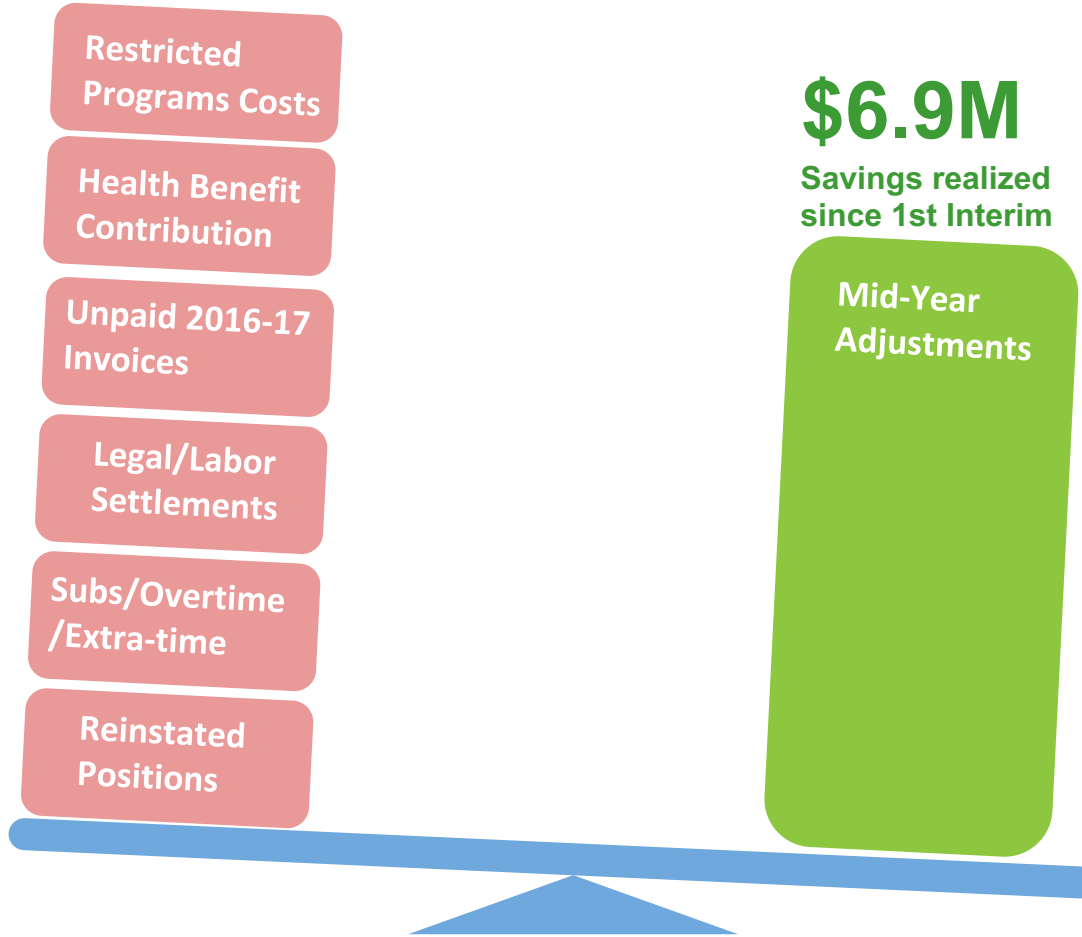 Restricted
Programs Costs
Health Benefit
Contribution
Unpaid 2016-17
Invoices
Legal/Labor
Settlements
Subs/Overtime
/Extra-time
Reinstated
Positions
$6.9M
Savings realized
since 1st Interim
Mid-Year
Adjustments